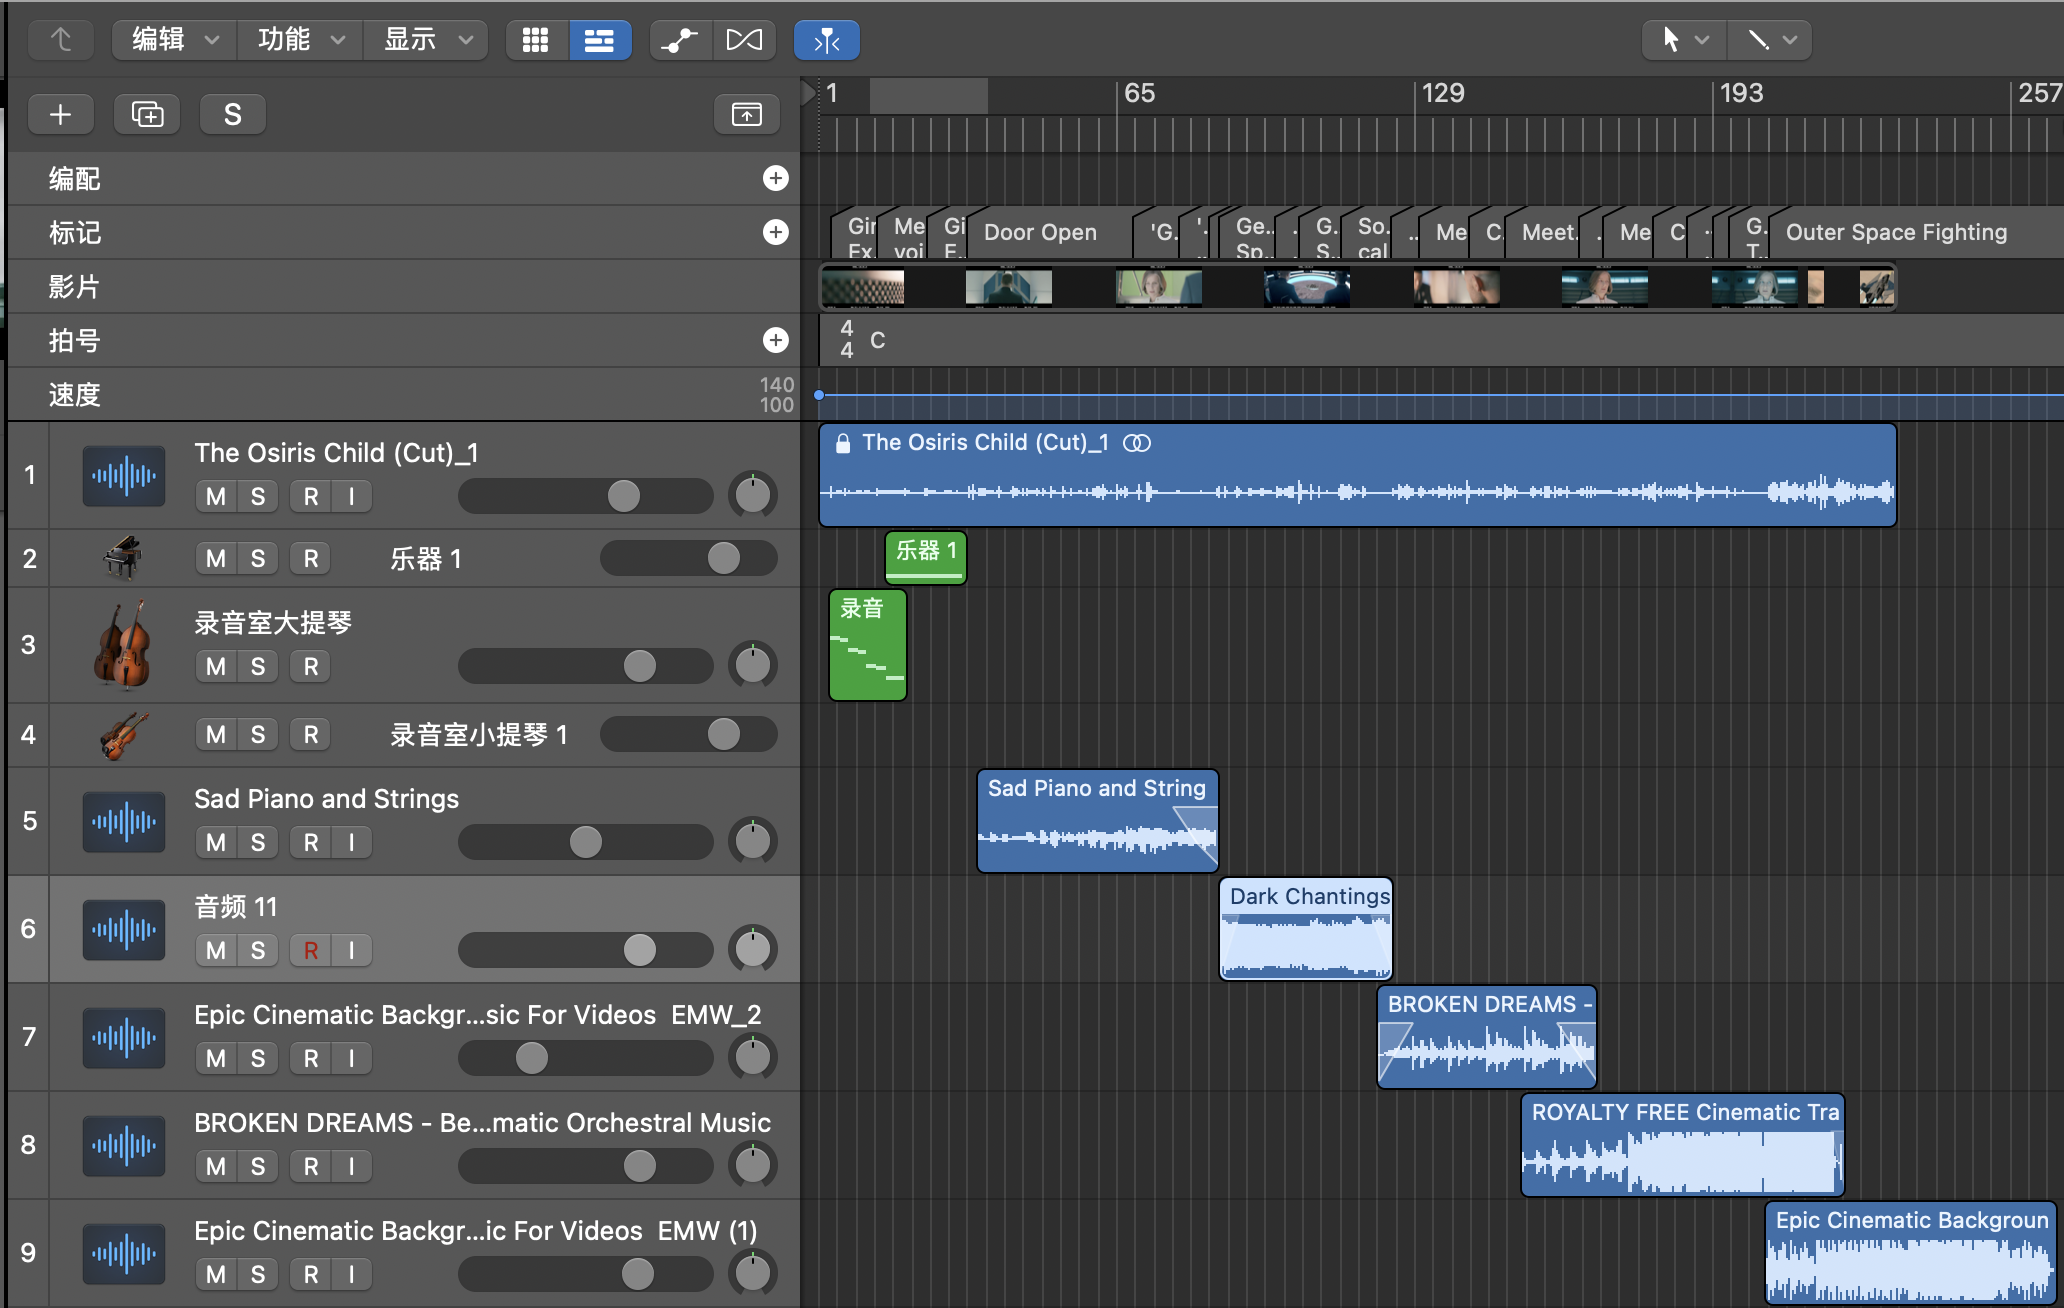 编辑 功能 显示
S
1 65 129 193 257
编配
标记
Gir Me Gi Door Open 'G. '. Ge.. . G. So. .. Me C. Meet. . Me C .. G. Outer Space Fighting
Ex. voi E.. .. Sp.. S.. cal T..
影片
拍号
4 C
4
速度
140
100
1
The Osiris Child (Cut)_1
M S R I
The Osiris Child (Cut)_1
2
M S R 乐器 1
乐器 1
3
录音室大提琴
M S R
录音
4
M S R 录音室小提琴 1
5
Sad Piano and Strings
M S R I
Sad Piano and String
6
音频 11
M S R I
Dark Chantings
7
Epic Cinematic Backgr...sic For Videos EMW_2
M S R I
BROKEN DREAMS -
8
BROKEN DREAMS - Be...matic Orchestral Music
M S R I
ROYALTY FREE Cinematic Tra
9
Epic Cinematic Backgr...ic For Videos EMW (1)
M S R I
Epic Cinematic Backgroun